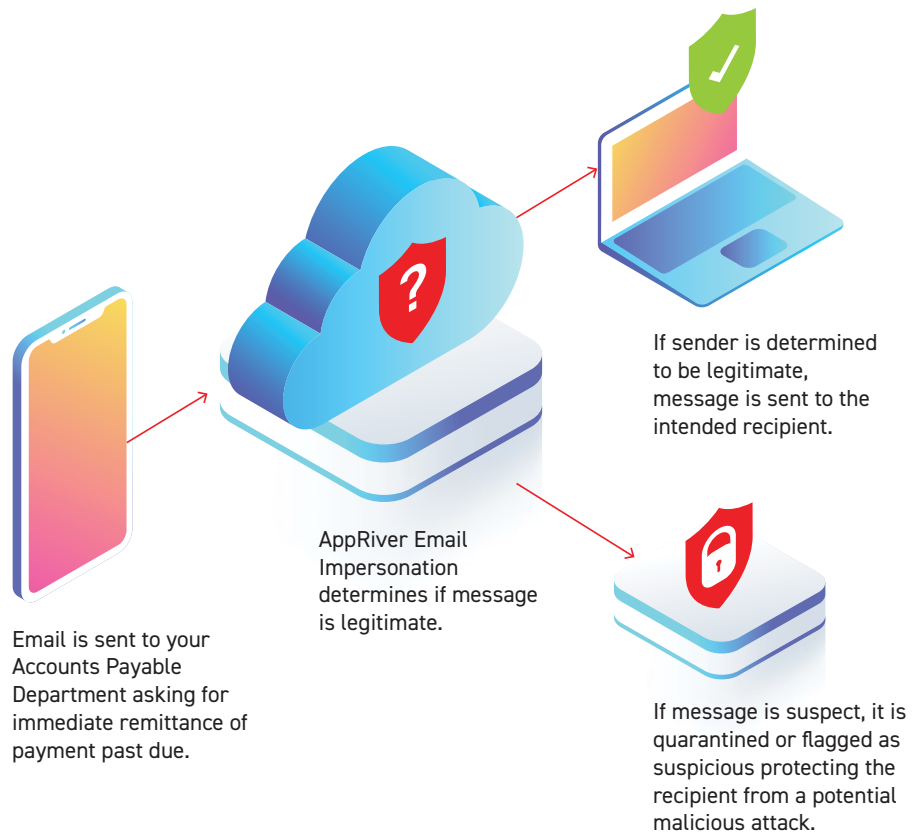 Email is sent to your
Accounts Payable
Department asking for
immediate remittance of
payment past due.
?
AppRiver Email
Impersonation
determines if message
is legitimate.
If sender is determined
to be legitimate,
message is sent to the
intended recipient.
If message is suspect, it is
quarantined or flagged as
suspicious protecting the
recipient from a potential
malicious attack.